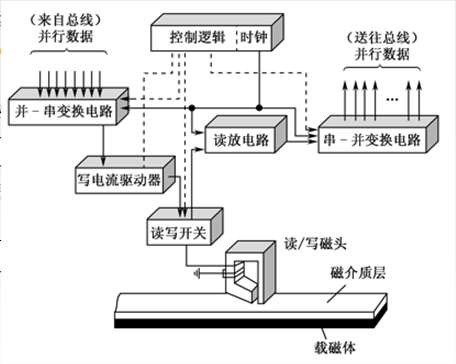 (来自总线)
并行数据
控制逻辑
时钟
(送往总线)
并行数据
…
并-串变换电路
读放电路
串-并变换电路
写电流驱动器
读写开关
读/写磁头
磁介质层
载磁体